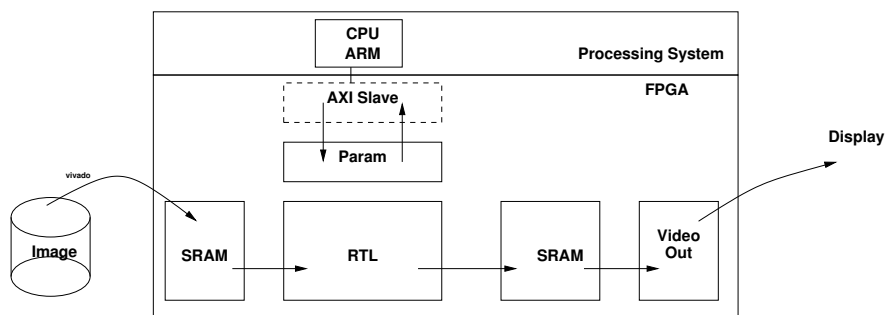 CPU
ARM
Processing System
FPGA
AXI Slave
Param
Display
vivado
Image
SRAM
RTL
SRAM
Video
Out